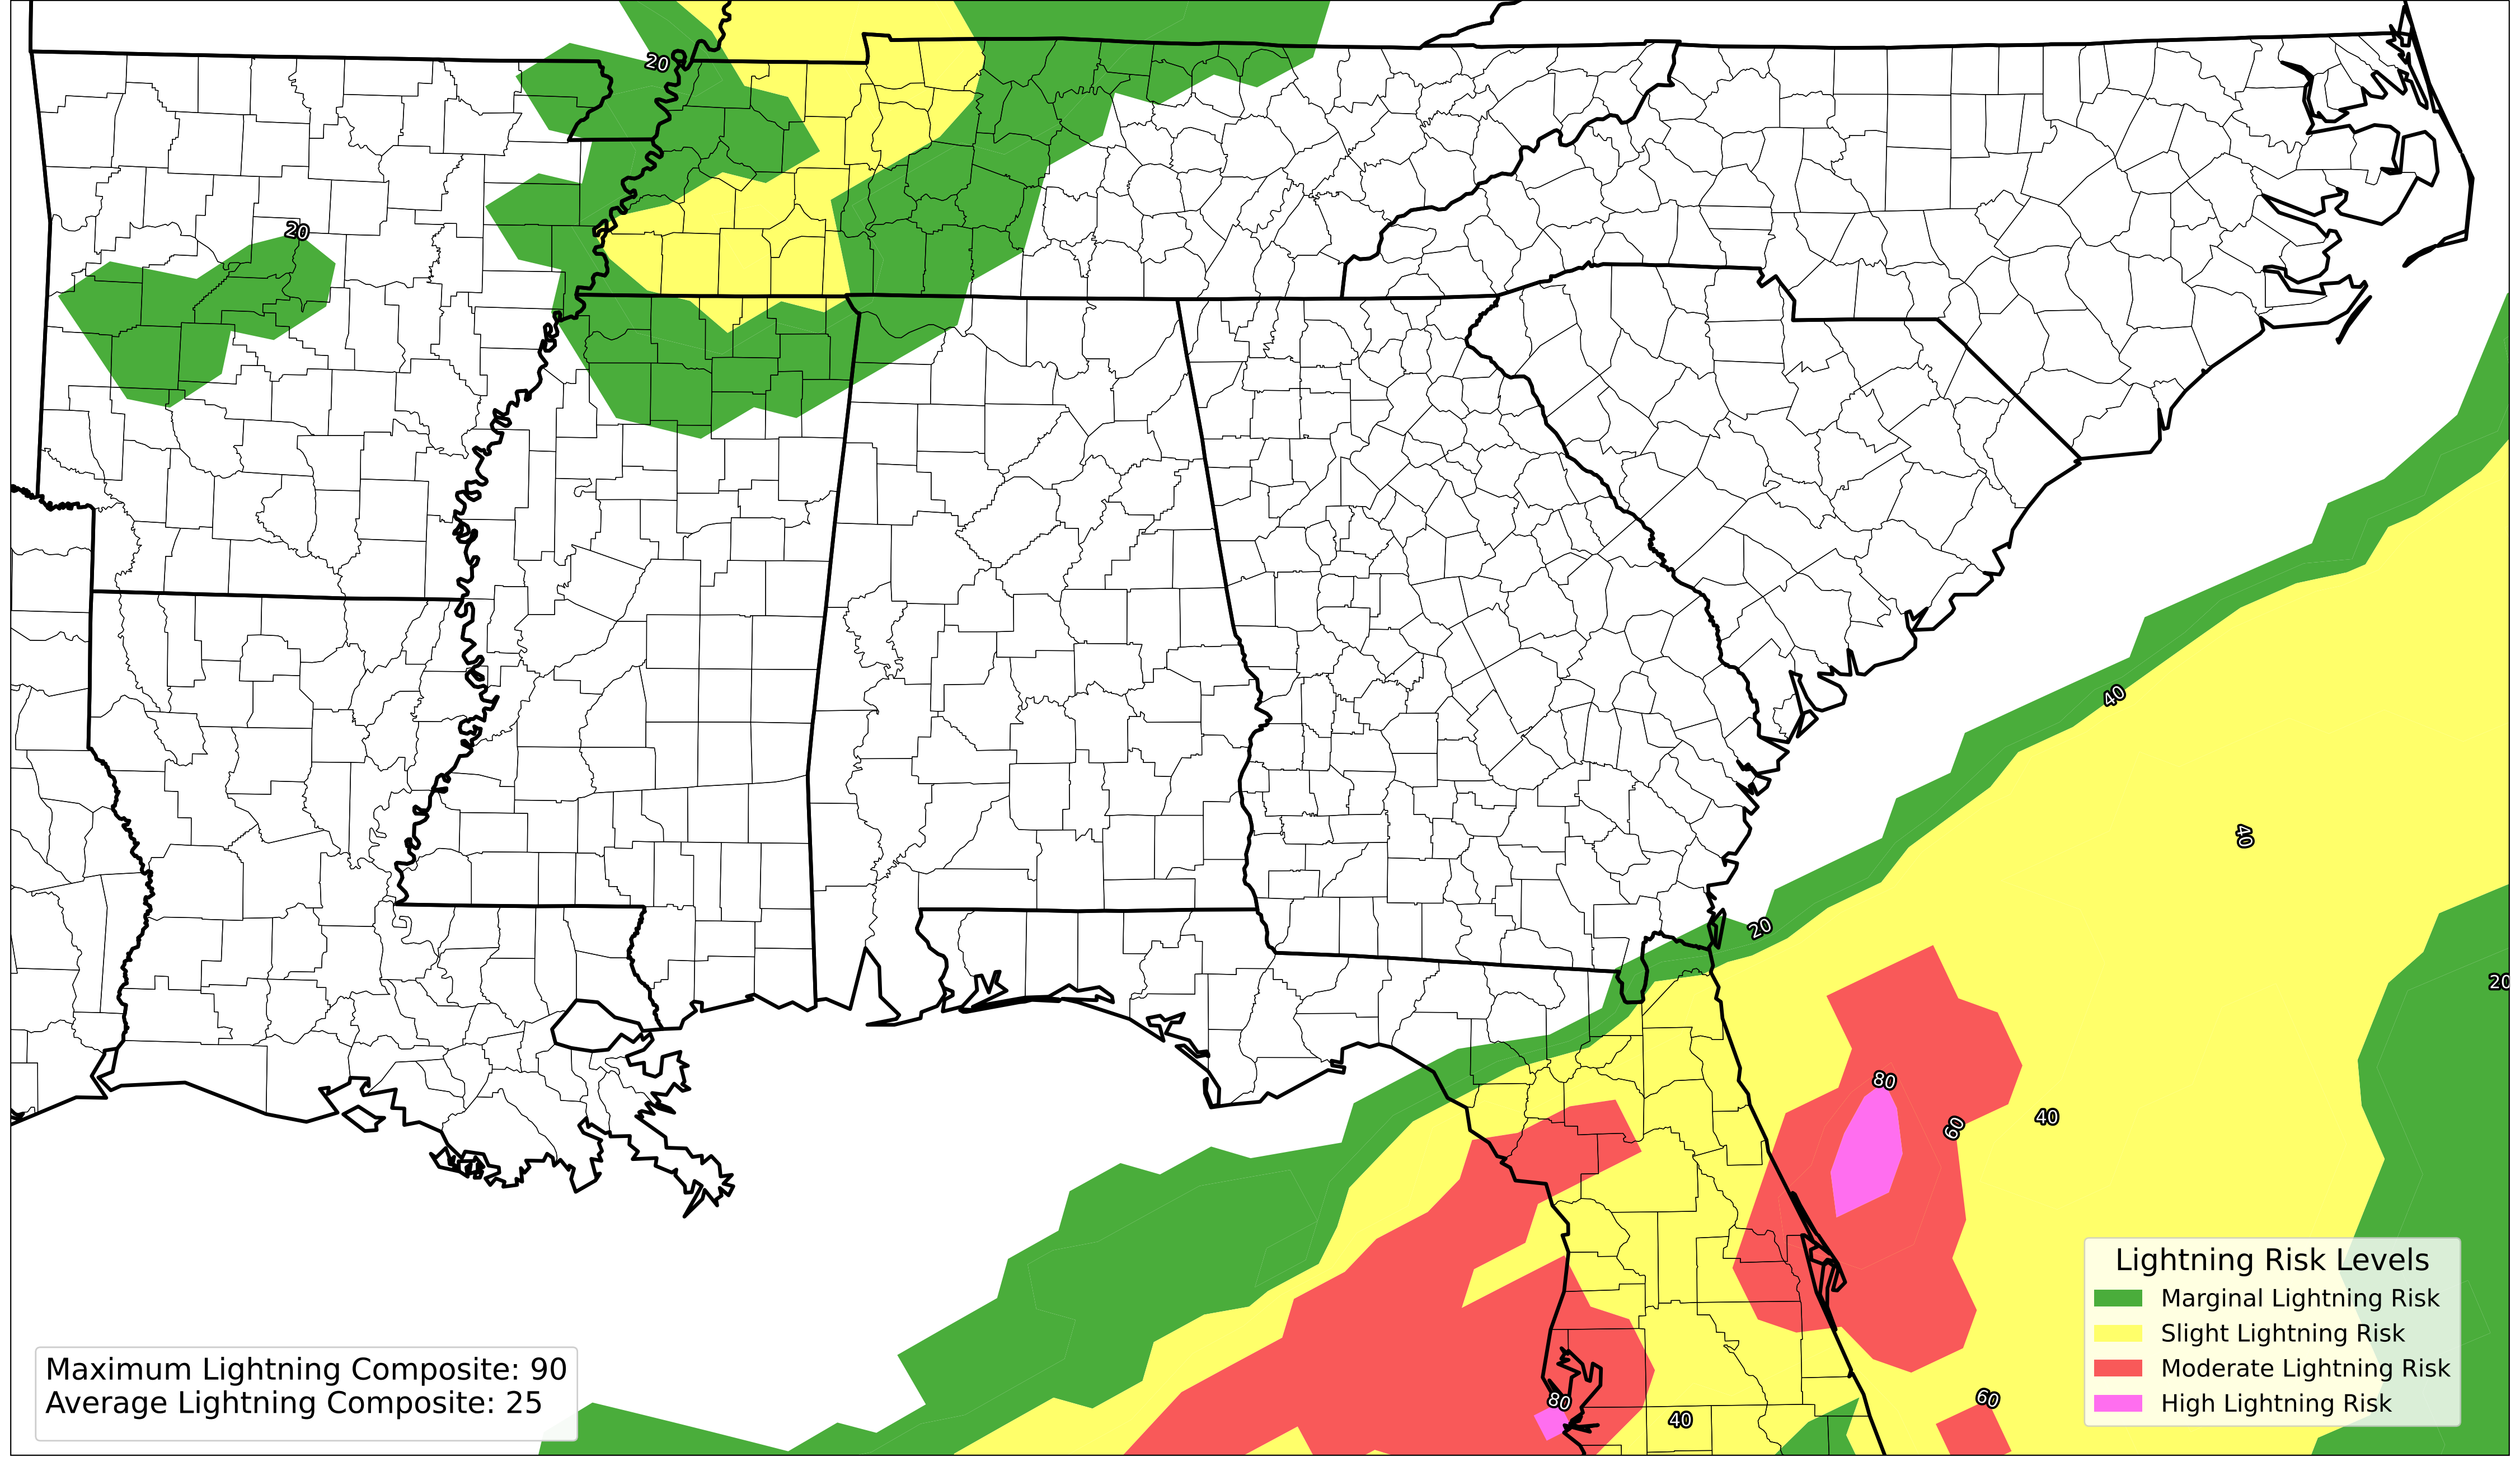 20
20
40
40
20
20
80
60
40
Lightning Risk Levels
Marginal Lightning Risk
Slight Lightning Risk
Moderate Lightning Risk
High Lightning Risk
Maximum Lightning Composite: 90
Average Lightning Composite: 25
80
40
60